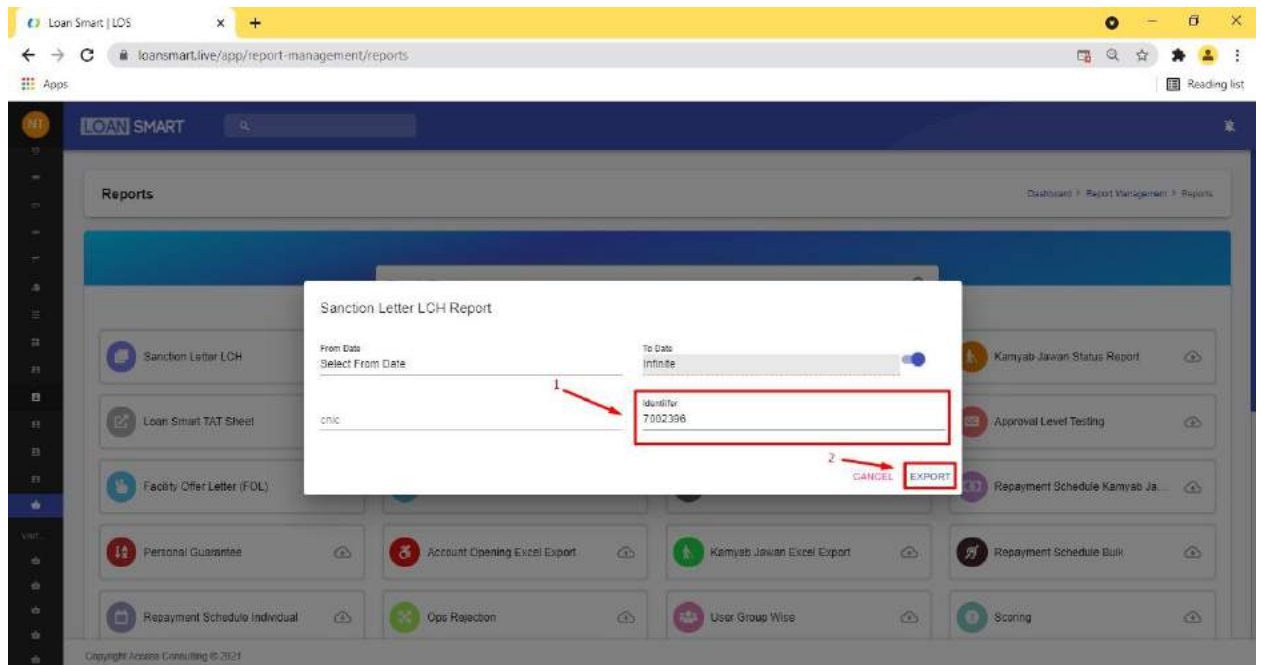 Loan Smart | LOS
loansmart.live/app/report-management/reports
Apps
Reading list
NT
LOAN SMART
Reports
Dashboard > Report Management > Reports
Sanction Letter LCH Report
From Date
Select From Date
To Date
Infinite
1
cnic
Identifier
7002396
2
CANCEL
EXPORT
Sanction Letter LCH
Kamyab Jawan Status Report
Loan Smart TAT Sheet
Approval Level Testing
Facility Offer Letter (FOL)
Repayment Schedule Kamyab Ja...
Personal Guarantee
Account Opening Excel Export
Kamyab Jawan Excel Export
Repayment Schedule Bulk
Repayment Schedule Individual
Ops Rejection
User Group Wise
Scoring
Copyright Access Consulting © 2021